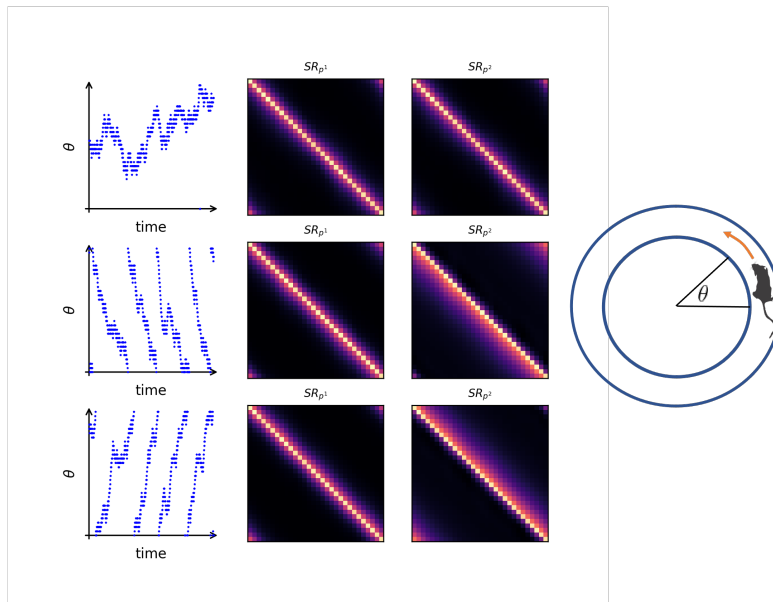 SR_{p^1}
SR_{p^2}
θ
time
SR_{p^1}
SR_{p^2}
θ
time
θ
SR_{p^1}
SR_{p^2}
θ
time